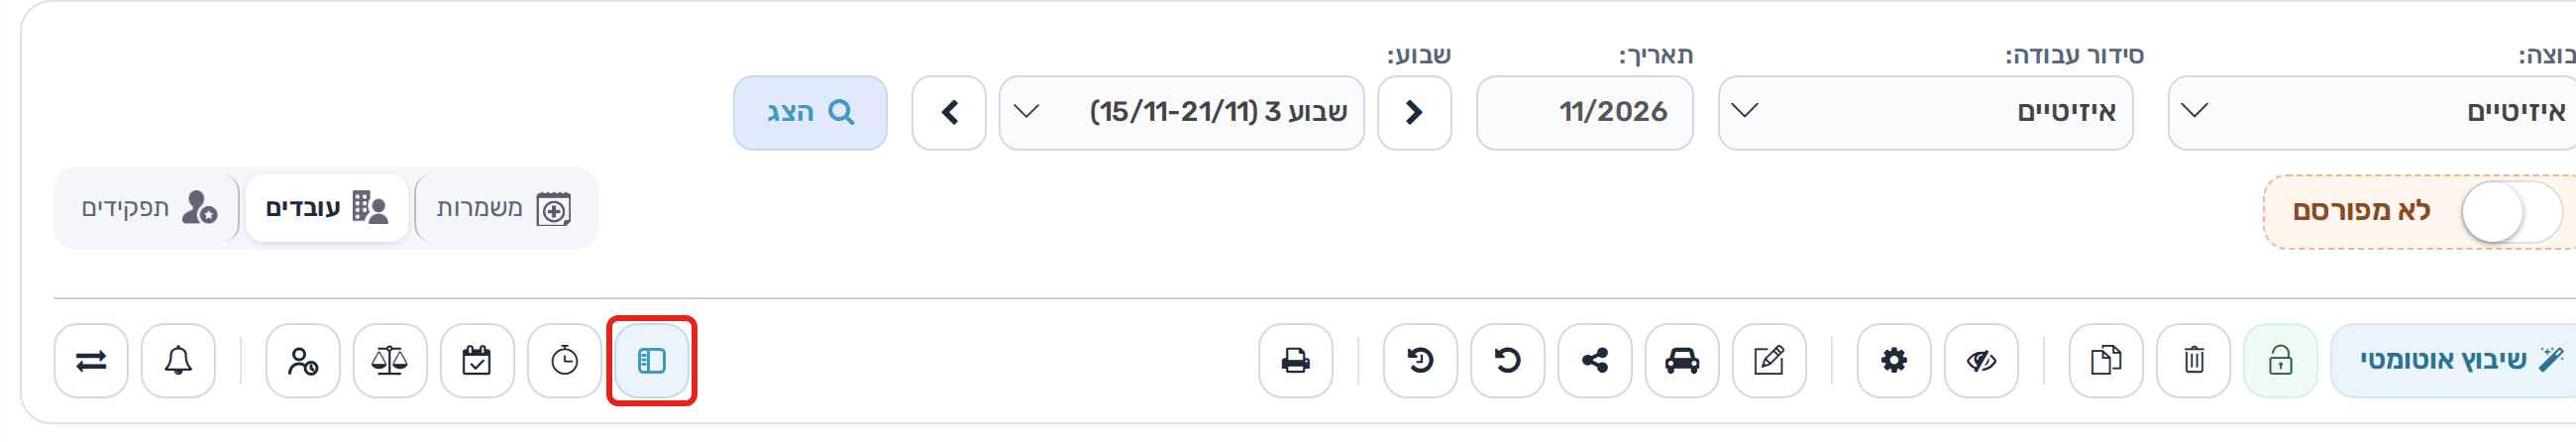 בוצה:
סידור עבודה:
תאריך:
שבוע:
איזיטיים
איזיטיים
11/2026
שבוע 3 (15/11-21/11)
הצג
לא מפורסם
משמרות
עובדים
תפקידים
שיבוץ אוטומטי